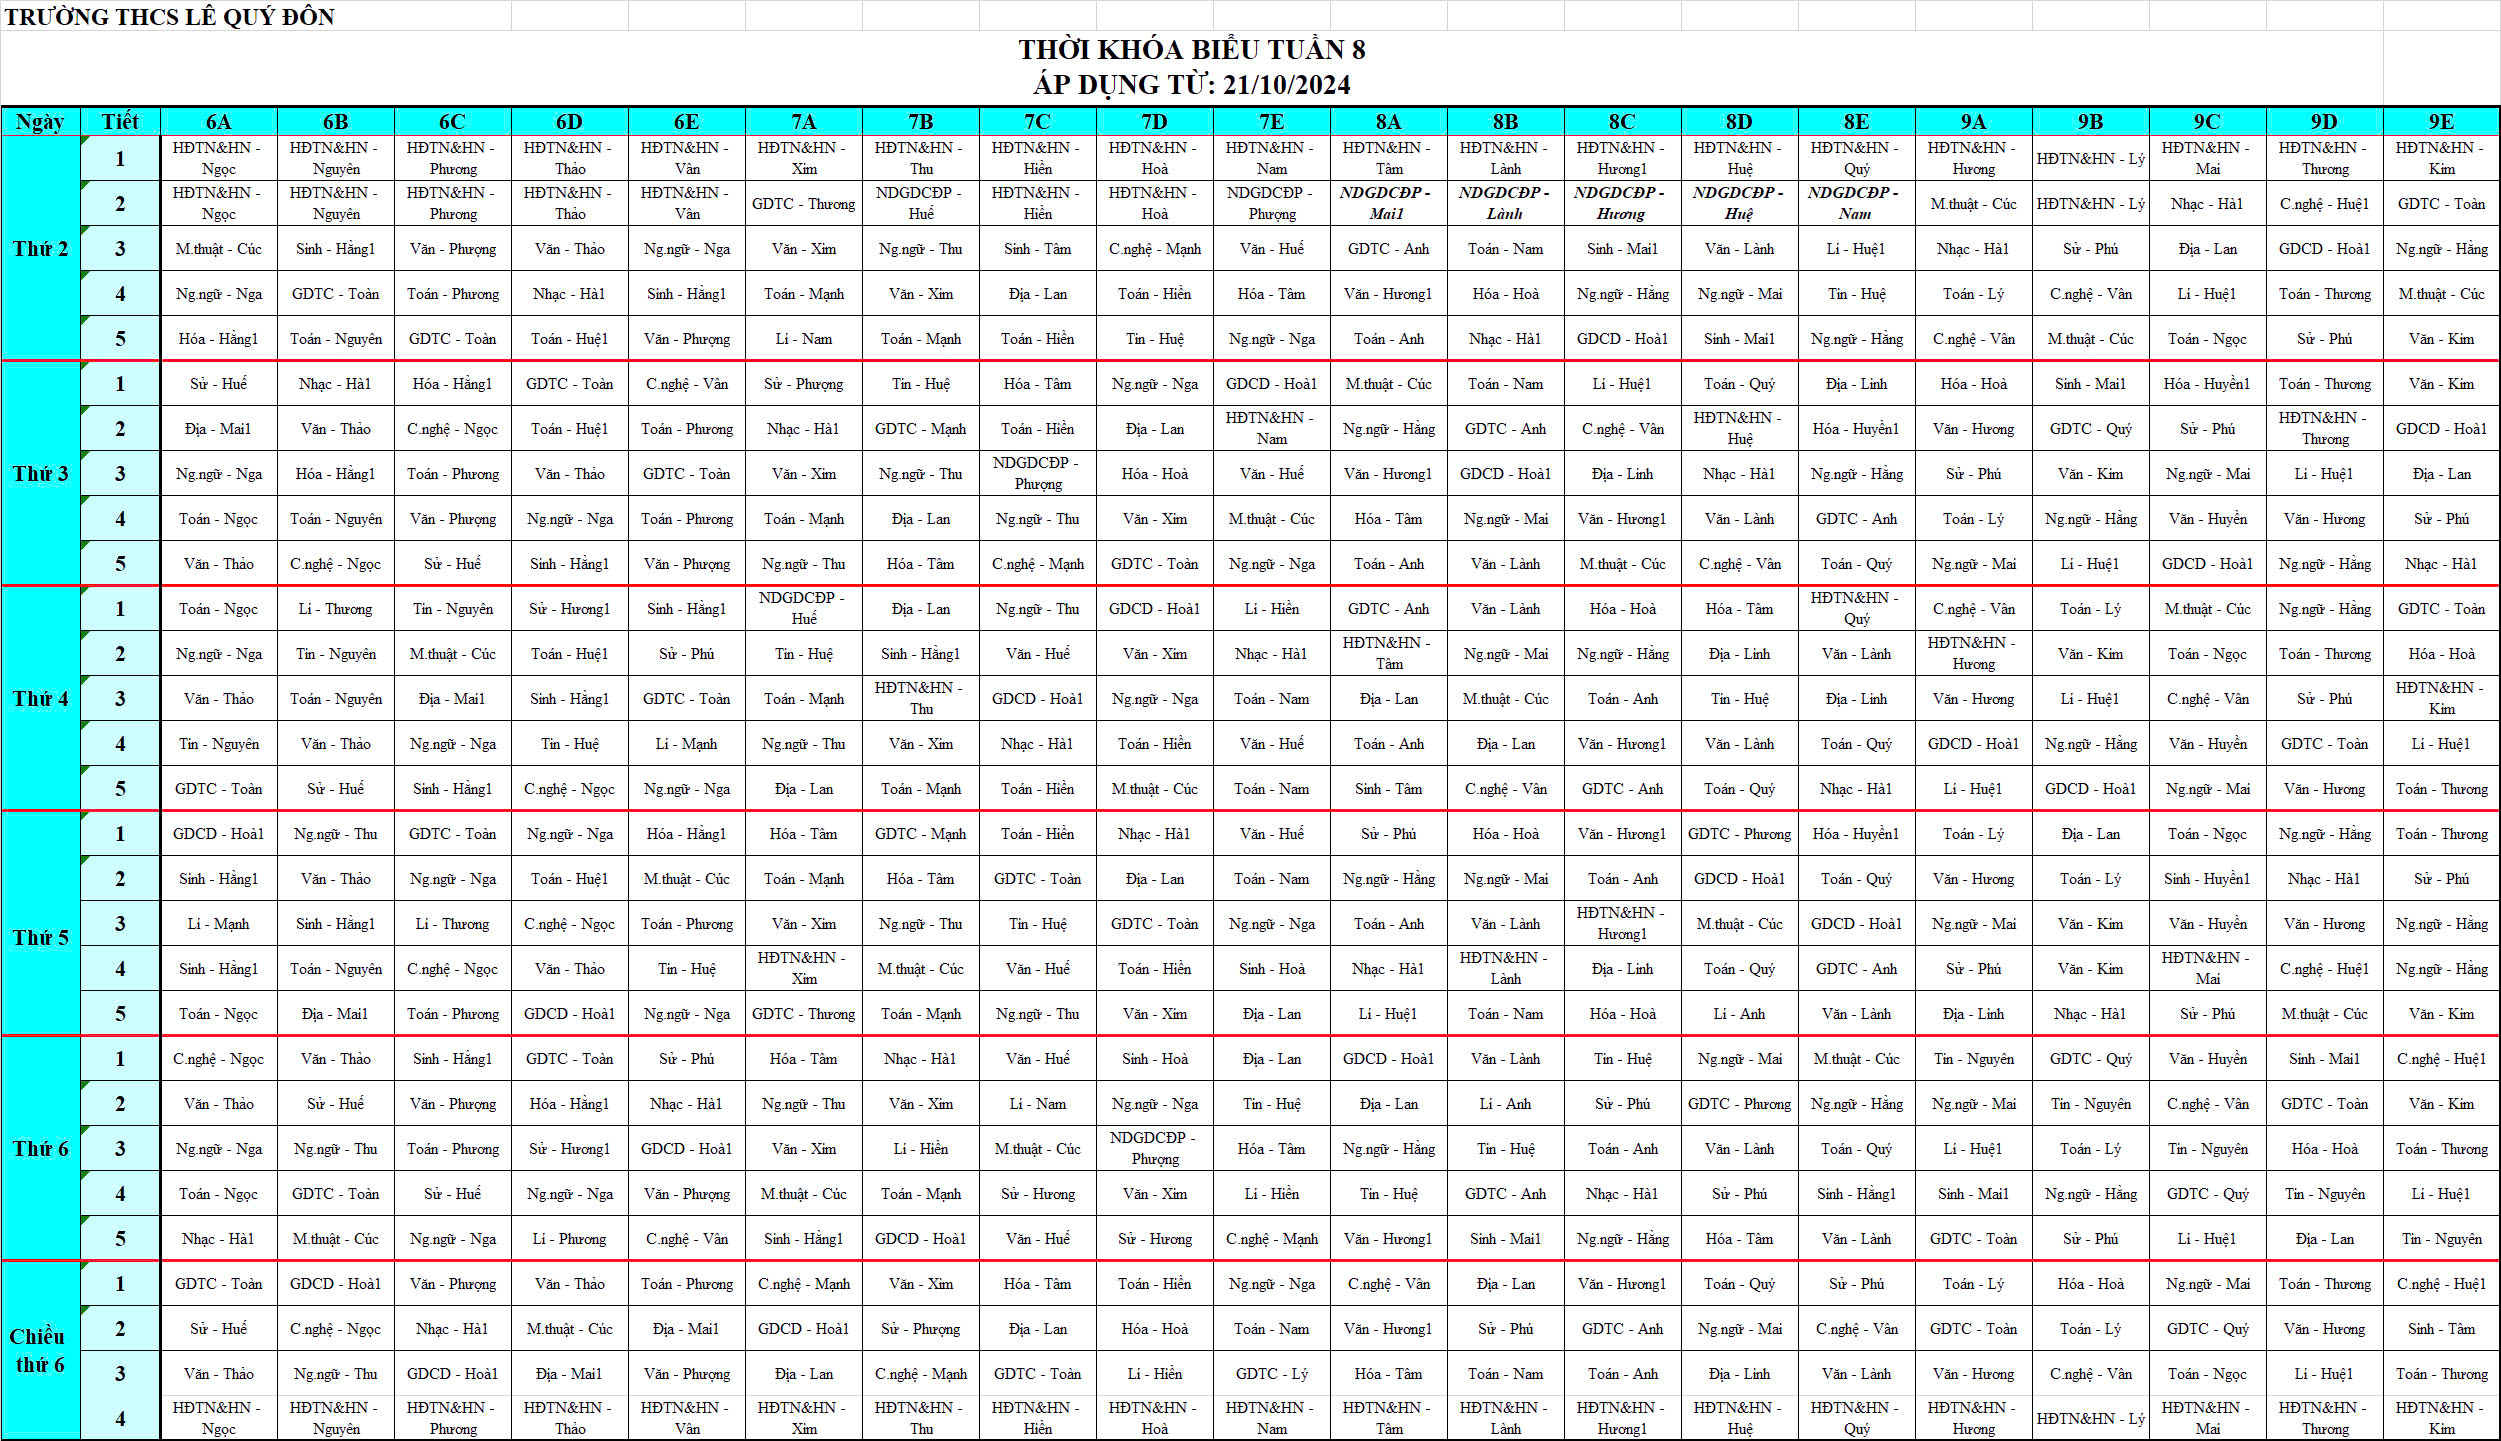 TRƯỜNG THCS LÊ QUÝ ĐÔN
THỜI KHÓA BIỂU TUẦN 8
ÁP DỤNG TỪ: 21/10/2024
Ngày Tiết 6A 6B 6C 6D 6E 7A 7B 7C 7D 7E 8A 8B 8C 8D 8E 9A 9B 9C 9D 9E
Thứ 2
1 HĐTN&HN - Ngọc HĐTN&HN - Nguyên HĐTN&HN - Phương HĐTN&HN - Thảo HĐTN&HN - Vân HĐTN&HN - Xim HĐTN&HN - Thu HĐTN&HN - Hiền HĐTN&HN - Hoà HĐTN&HN - Nam HĐTN&HN - Tâm HĐTN&HN - Lành HĐTN&HN - Hương1 HĐTN&HN - Huệ HĐTN&HN - Quý HĐTN&HN - Hương HĐTN&HN - Lý HĐTN&HN - Mai HĐTN&HN - Thương HĐTN&HN - Kim
2 HĐTN&HN - Ngọc HĐTN&HN - Nguyên HĐTN&HN - Phương HĐTN&HN - Thảo HĐTN&HN - Vân GDTC - Thương NDGDCĐP - Huế HĐTN&HN - Hiền HĐTN&HN - Hoà NDGDCĐP - Phượng NDGDCĐP - Mai1 NDGDCĐP - Lành NDGDCĐP - Hương NDGDCĐP - Huệ NDGDCĐP - Nam M.thuật - Cúc HĐTN&HN - Lý Nhạc - Hà1 C.nghệ - Huệ1 GDTC - Toàn
3 M.thuật - Cúc Sinh - Hằng1 Văn - Phượng Văn - Thảo Ng.ngữ - Nga Văn - Xim Ng.ngữ - Thu Sinh - Tâm C.nghệ - Mạnh Văn - Huế GDTC - Anh Toán - Nam Sinh - Mai1 Văn - Lành Lí - Huệ1 Nhạc - Hà1 Sử - Phú Địa - Lan GDCD - Hoà1 Ng.ngữ - Hằng
4 Ng.ngữ - Nga GDTC - Toàn Toán - Phương Nhạc - Hà1 Sinh - Hằng1 Toán - Mạnh Văn - Xim Địa - Lan Toán - Hiền Hóa - Tâm Văn - Hương1 Hóa - Hoà Ng.ngữ - Hằng Ng.ngữ - Mai Tin - Huệ Toán - Lý C.nghệ - Vân Lí - Huệ1 Toán - Thương M.thuật - Cúc
5 Hóa - Hằng1 Toán - Nguyên GDTC - Toàn Toán - Huệ1 Văn - Phượng Lí - Nam Toán - Mạnh Toán - Hiền Tin - Huệ Ng.ngữ - Nga Toán - Anh Nhạc - Hà1 GDCD - Hoà1 Sinh - Mai1 Ng.ngữ - Hằng C.nghệ - Vân M.thuật - Cúc Toán - Ngọc Sử - Phú Văn - Kim
Thứ 3
1 Sử - Huế Nhạc - Hà1 Hóa - Hằng1 GDTC - Toàn C.nghệ - Vân Sử - Phượng Tin - Huệ Hóa - Tâm Ng.ngữ - Nga GDCD - Hoà1 M.thuật - Cúc Toán - Nam Lí - Huệ1 Toán - Quý Địa - Linh Hóa - Hoà Sinh - Mai1 Hóa - Huyền1 Toán - Thương Văn - Kim
2 Địa - Mai1 Văn - Thảo C.nghệ - Ngọc Toán - Huệ1 Toán - Phương Nhạc - Hà1 GDTC - Mạnh Toán - Hiền Địa - Lan HĐTN&HN - Nam Ng.ngữ - Hằng GDTC - Anh C.nghệ - Vân HĐTN&HN - Huệ Hóa - Huyền1 Văn - Hương GDTC - Quý Sử - Phú HĐTN&HN - Thương GDCD - Hoà1
3 Ng.ngữ - Nga Hóa - Hằng1 Toán - Phương Văn - Thảo GDTC - Toàn Văn - Xim Ng.ngữ - Thu NDGDCĐP - Phượng Hóa - Hoà Văn - Huế Văn - Hương1 GDCD - Hoà1 Địa - Linh Nhạc - Hà1 Ng.ngữ - Hằng Sử - Phú Văn - Kim Ng.ngữ - Mai Lí - Huệ1 Địa - Lan
4 Toán - Ngọc Toán - Nguyên Văn - Phượng Ng.ngữ - Nga Toán - Phương Toán - Mạnh Địa - Lan Ng.ngữ - Thu Văn - Xim M.thuật - Cúc Hóa - Tâm Ng.ngữ - Mai Văn - Hương1 Văn - Lành GDTC - Anh Toán - Lý Ng.ngữ - Hằng Văn - Huyền Văn - Hương Sử - Phú
5 Văn - Thảo C.nghệ - Ngọc Sử - Huế Sinh - Hằng1 Văn - Phượng Ng.ngữ - Thu Hóa - Tâm C.nghệ - Mạnh GDTC - Toàn Ng.ngữ - Nga Toán - Anh Văn - Lành M.thuật - Cúc C.nghệ - Vân Toán - Quý Ng.ngữ - Mai Lí - Huệ1 GDCD - Hoà1 Ng.ngữ - Hằng Nhạc - Hà1
Thứ 4
1 Toán - Ngọc Lí - Thương Tin - Nguyên Sử - Hương1 Sinh - Hằng1 NDGDCĐP - Huế Địa - Lan Ng.ngữ - Thu GDCD - Hoà1 Lí - Hiền GDTC - Anh Văn - Lành Hóa - Hoà Hóa - Tâm HĐTN&HN - Quý C.nghệ - Vân Toán - Lý M.thuật - Cúc Ng.ngữ - Hằng GDTC - Toàn
2 Ng.ngữ - Nga Tin - Nguyên M.thuật - Cúc Toán - Huệ1 Sử - Phú Tin - Huệ Sinh - Hằng1 Văn - Huế Văn - Xim Nhạc - Hà1 HĐTN&HN - Tâm Ng.ngữ - Mai Ng.ngữ - Hằng Địa - Linh Văn - Lành HĐTN&HN - Hương Văn - Kim Toán - Ngọc Toán - Thương Hóa - Hoà
3 Văn - Thảo Toán - Nguyên Địa - Mai1 Sinh - Hằng1 GDTC - Toàn Toán - Mạnh HĐTN&HN - Thu GDCD - Hoà1 Ng.ngữ - Nga Toán - Nam Địa - Lan M.thuật - Cúc Toán - Anh Tin - Huệ Địa - Linh Văn - Hương Lí - Huệ1 C.nghệ - Vân Sử - Phú HĐTN&HN - Kim
4 Tin - Nguyên Văn - Thảo Ng.ngữ - Nga Tin - Huệ Lí - Mạnh Ng.ngữ - Thu Văn - Xim Nhạc - Hà1 Toán - Hiền Văn - Huế Toán - Anh Địa - Lan Văn - Hương1 Văn - Lành Toán - Quý GDCD - Hoà1 Ng.ngữ - Hằng Văn - Huyền GDTC - Toàn Lí - Huệ1
5 GDTC - Toàn Sử - Huế Sinh - Hằng1 C.nghệ - Ngọc Ng.ngữ - Nga Địa - Lan Toán - Mạnh Toán - Hiền M.thuật - Cúc Toán - Nam Sinh - Tâm C.nghệ - Vân GDTC - Anh Toán - Quý Nhạc - Hà1 Lí - Huệ1 GDCD - Hoà1 Ng.ngữ - Mai Văn - Hương Toán - Thương
Thứ 5
1 GDCD - Hoà1 Ng.ngữ - Thu GDTC - Toàn Ng.ngữ - Nga Hóa - Hằng1 Hóa - Tâm GDTC - Mạnh Toán - Hiền Nhạc - Hà1 Văn - Huế Sử - Phú Hóa - Hoà Văn - Hương1 GDTC - Phương Hóa - Huyền1 Toán - Lý Địa - Lan Toán - Ngọc Ng.ngữ - Hằng Toán - Thương
2 Sinh - Hằng1 Văn - Thảo Ng.ngữ - Nga Toán - Huệ1 M.thuật - Cúc Toán - Mạnh Hóa - Tâm GDTC - Toàn Địa - Lan Toán - Nam Ng.ngữ - Hằng Ng.ngữ - Mai Toán - Anh GDCD - Hoà1 Toán - Quý Văn - Hương Toán - Lý Sinh - Huyền1 Nhạc - Hà1 Sử - Phú
3 Lí - Mạnh Sinh - Hằng1 Lí - Thương C.nghệ - Ngọc Toán - Phương Văn - Xim Ng.ngữ - Thu Tin - Huệ GDTC - Toàn Ng.ngữ - Nga Toán - Anh Văn - Lành HĐTN&HN - Hương1 M.thuật - Cúc GDCD - Hoà1 Ng.ngữ - Mai Văn - Kim Văn - Huyền Văn - Hương Ng.ngữ - Hằng
4 Sinh - Hằng1 Toán - Nguyên C.nghệ - Ngọc Văn - Thảo Tin - Huệ HĐTN&HN - Xim M.thuật - Cúc Văn - Huế Toán - Hiền Sinh - Hoà Nhạc - Hà1 HĐTN&HN - Lành Địa - Linh Toán - Quý GDTC - Anh Sử - Phú Văn - Kim HĐTN&HN - Mai C.nghệ - Huệ1 Ng.ngữ - Hằng
5 Toán - Ngọc Địa - Mai1 Toán - Phương GDCD - Hoà1 Ng.ngữ - Nga GDTC - Thương Toán - Mạnh Ng.ngữ - Thu Văn - Xim Địa - Lan Lí - Huệ1 Toán - Nam Hóa - Hoà Lí - Anh Văn - Lành Địa - Linh Nhạc - Hà1 Sử - Phú M.thuật - Cúc Văn - Kim
Thứ 6
1 C.nghệ - Ngọc Văn - Thảo Sinh - Hằng1 GDTC - Toàn Sử - Phú Hóa - Tâm Nhạc - Hà1 Văn - Huế Sinh - Hoà Địa - Lan GDCD - Hoà1 Văn - Lành Tin - Huệ Ng.ngữ - Mai M.thuật - Cúc Tin - Nguyên GDTC - Quý Văn - Huyền Sinh - Mai1 C.nghệ - Huệ1
2 Văn - Thảo Sử - Huế Văn - Phượng Hóa - Hằng1 Nhạc - Hà1 Ng.ngữ - Thu Văn - Xim Lí - Nam Ng.ngữ - Nga Tin - Huệ Địa - Lan Lí - Anh Sử - Phú GDTC - Phương Ng.ngữ - Hằng Ng.ngữ - Mai Tin - Nguyên C.nghệ - Vân GDTC - Toàn Văn - Kim
3 Ng.ngữ - Nga Ng.ngữ - Thu Toán - Phương Sử - Hương1 GDCD - Hoà1 Văn - Xim Lí - Hiền M.thuật - Cúc NDGDCĐP - Phượng Hóa - Tâm Ng.ngữ - Hằng Tin - Huệ Toán - Anh Văn - Lành Toán - Quý Lí - Huệ1 Toán - Lý Tin - Nguyên Hóa - Hoà Toán - Thương
4 Toán - Ngọc GDTC - Toàn Sử - Huế Ng.ngữ - Nga Văn - Phượng M.thuật - Cúc Toán - Mạnh Sử - Hương Văn - Xim Lí - Hiền Tin - Huệ GDTC - Anh Nhạc - Hà1 Sử - Phú Sinh - Hằng1 Sinh - Mai1 Ng.ngữ - Hằng GDTC - Quý Tin - Nguyên Lí - Huệ1
5 Nhạc - Hà1 M.thuật - Cúc Ng.ngữ - Nga Lí - Phương C.nghệ - Vân Sinh - Hằng1 GDCD - Hoà1 Văn - Huế Sử - Hương C.nghệ - Mạnh Văn - Hương1 Sinh - Mai1 Ng.ngữ - Hằng Hóa - Tâm Văn - Lành GDTC - Toàn Sử - Phú Lí - Huệ1 Địa - Lan Tin - Nguyên
Chiều thứ 6
1 GDTC - Toàn GDCD - Hoà1 Văn - Phượng Văn - Thảo Toán - Phương C.nghệ - Mạnh Văn - Xim Hóa - Tâm Toán - Hiền Ng.ngữ - Nga C.nghệ - Vân Địa - Lan Văn - Hương1 Toán - Quý Sử - Phú Toán - Lý Hóa - Hoà Ng.ngữ - Mai Toán - Thương C.nghệ - Huệ1
2 Sử - Huế C.nghệ - Ngọc Nhạc - Hà1 M.thuật - Cúc Địa - Mai1 GDCD - Hoà1 Sử - Phượng Địa - Lan Hóa - Hoà Toán - Nam Văn - Hương1 Sử - Phú GDTC - Anh Ng.ngữ - Mai C.nghệ - Vân GDTC - Toàn Toán - Lý GDTC - Quý Văn - Hương Sinh - Tâm
3 Văn - Thảo Ng.ngữ - Thu GDCD - Hoà1 Địa - Mai1 Văn - Phượng Địa - Lan C.nghệ - Mạnh GDTC - Toàn Lí - Hiền GDTC - Lý Hóa - Tâm Toán - Nam Toán - Anh Địa - Linh Văn - Lành Văn - Hương C.nghệ - Vân Toán - Ngọc Lí - Huệ1 Toán - Thương
4 HĐTN&HN - Ngọc HĐTN&HN - Nguyên HĐTN&HN - Phương HĐTN&HN - Thảo HĐTN&HN - Vân HĐTN&HN - Xim HĐTN&HN - Thu HĐTN&HN - Hiền HĐTN&HN - Hoà HĐTN&HN - Nam HĐTN&HN - Tâm HĐTN&HN - Lành HĐTN&HN - Hương1 HĐTN&HN - Huệ HĐTN&HN - Quý HĐTN&HN - Hương HĐTN&HN - Lý HĐTN&HN - Mai HĐTN&HN - Thương HĐTN&HN - Kim